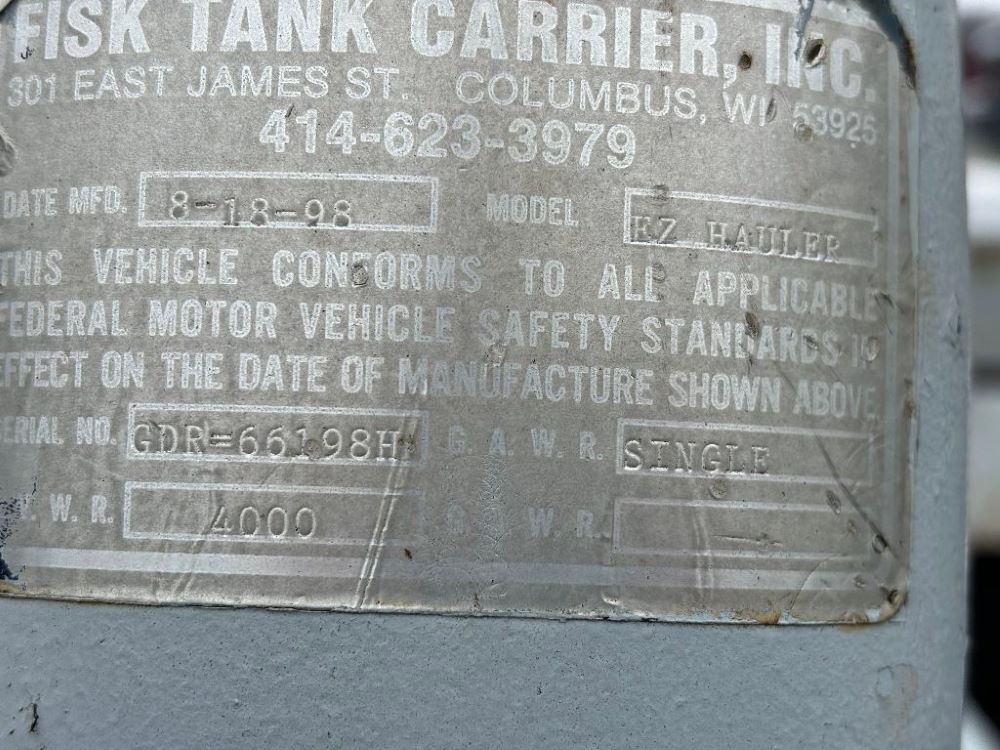 FISK TANK CARRIER, INC.
301 EAST JAMES ST. COLUMBUS, WI 53925
414-623-3979
DATE MFD. 8-18-98 MODEL EZ HAULER
THIS VEHICLE CONFORMS TO ALL APPLICABLE
FEDERAL MOTOR VEHICLE SAFETY STANDARDS IN
EFFECT ON THE DATE OF MANUFACTURE SHOWN ABOVE.
SERIAL NO. GDR=66198H G. A. W. R. SINGLE
W. R. 4000 W. R. —